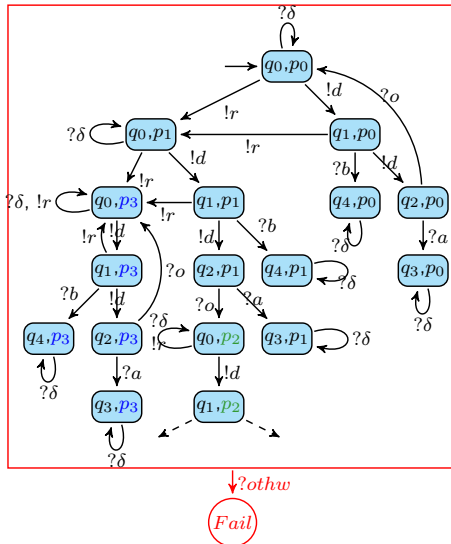 ?δ
q₀,p₀
?o
!r
!d
?δ
q₀,p₁
!r
q₁,p₀
!r
!d
?b
!d
?δ, !r
q₀,p₃
!r
q₁,p₁
q₄,p₀
q₂,p₀
!r
!d
!d
?b
?δ
?a
q₁,p₃
?o
q₂,p₁
q₄,p₁
?δ
q₃,p₀
?b
!d
?o
?a
?δ
q₄,p₃
q₂,p₃
?δ
!r
q₀,p₂
q₃,p₁
?δ
?δ
?a
!d
q₃,p₃
q₁,p₂
?δ
?othw
Fail